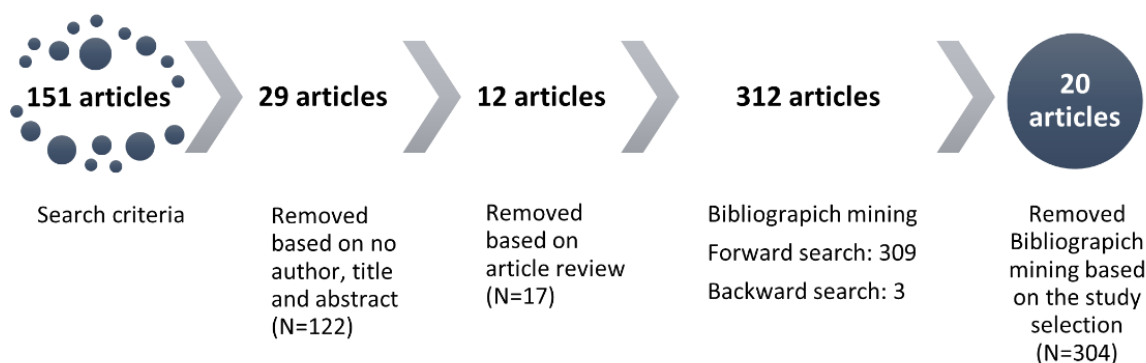 151 articles
29 articles
12 articles
312 articles
20
articles
Search criteria
Removed
based on no
author, title
and abstract
(N=122)
Removed
based on
article review
(N=17)
Bibliograpich mining
Forward search: 309
Backward search: 3
Removed
Bibliograpich
mining based
on the study
selection
(N=304)